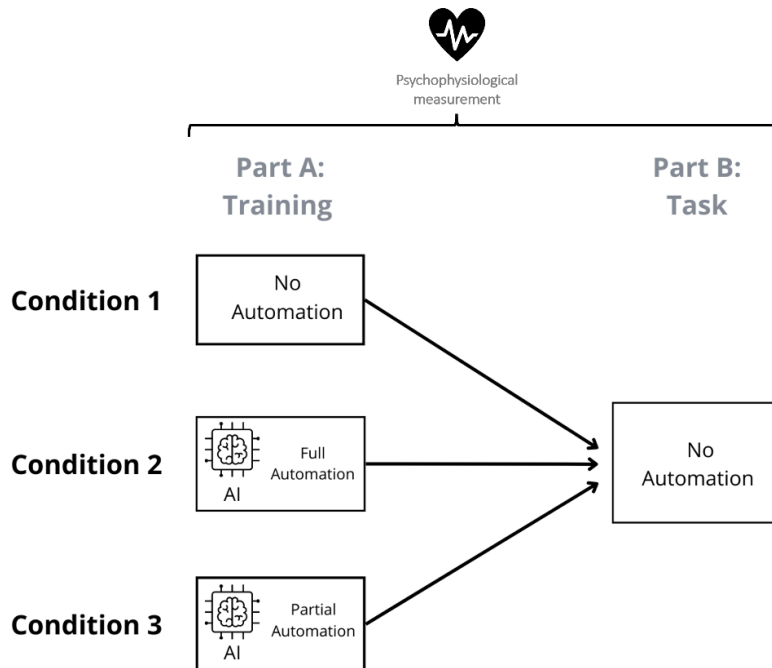 Psychophysiological
measurement
Part A:
Training
Part B:
Task
Condition 1
No
Automation
Condition 2
AI
Full
Automation
No
Automation
Condition 3
AI
Partial
Automation